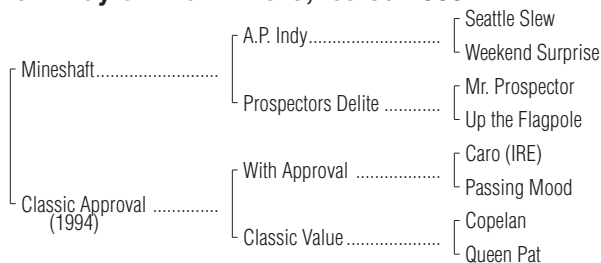 Seattle Slew
A.P. Indy
Weekend Surprise
Mineshaft
Mr. Prospector
Prospectors Delite
Up the Flagpole
Caro (IRE)
With Approval
Passing Mood
Classic Approval
(1994)
Copelan
Classic Value
Queen Pat